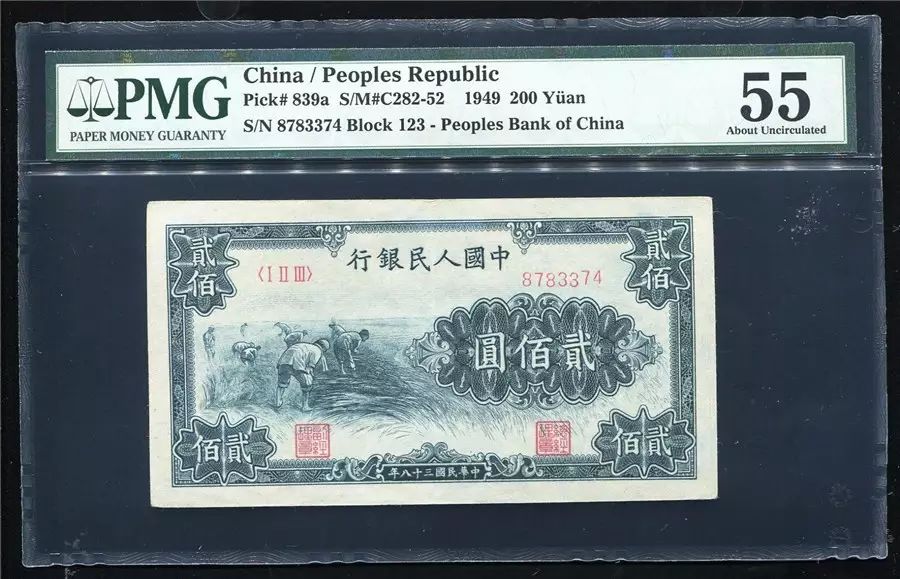 PMG
PAPER MONEY GUARANTY
China / Peoples Republic
Pick# 839a S/M#C282-52 1949 200 Yüan
S/N 8783374 Block 123 - Peoples Bank of China
55
About Uncirculated
貳佰
行銀民人國中
貳佰
〈I II III〉
8783374
圓佰貳
佰貳
佰貳
年八十三國民華中